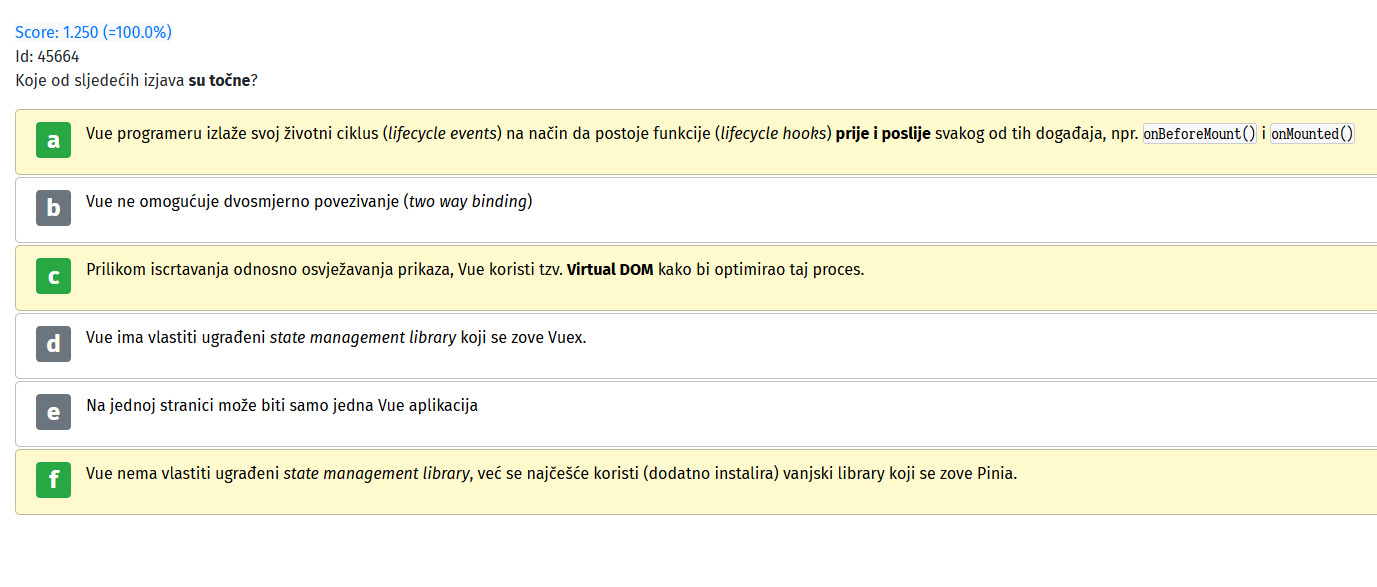 Score: 1.250 (=100.0%)
Id: 45664
Koje od sljedećih izjava su točne?
a
Vue programeru izlaže svoj životni ciklus (lifecycle events) na način da postoje funkcije (lifecycle hooks) prije i poslije svakog od tih događaja, npr. onBeforeMount() i onMounted()
b
Vue ne omogućuje dvosmjerno povezivanje (two way binding)
c
Prilikom iscrtavanja odnosno osvježavanja prikaza, Vue koristi tzv. Virtual DOM kako bi optimirao taj proces.
d
Vue ima vlastiti ugrađeni state management library koji se zove Vuex.
e
Na jednoj stranici može biti samo jedna Vue aplikacija
f
Vue nema vlastiti ugrađeni state management library, već se najčešće koristi (dodatno instalira) vanjski library koji se zove Pinia.